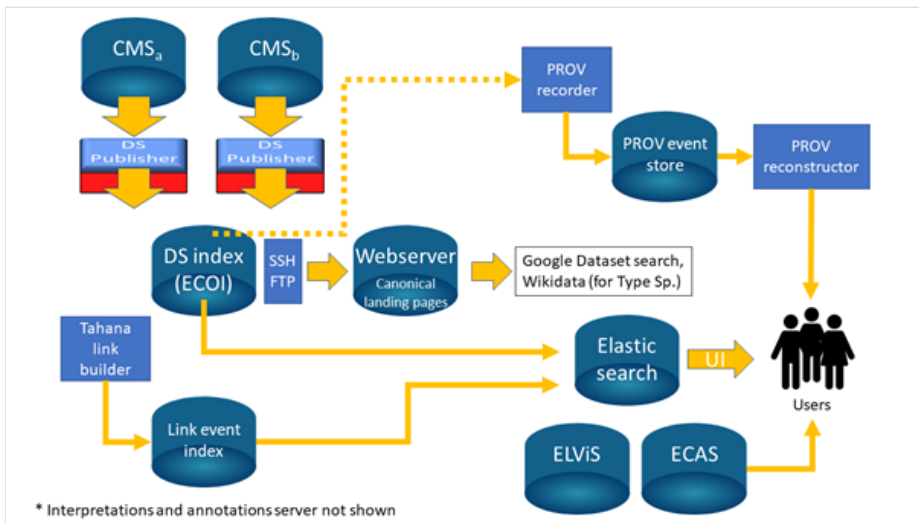 CMSa
CMSb
DS
Publisher
DS
Publisher
PROV
recorder
PROV event
store
PROV
reconstructor
DS index
(ECOI)
SSH
FTP
Webserver
Canonical
landing pages
Google Dataset search,
Wikidata (for Type Sp.)
Tahana
link
builder
Link event
index
Elastic
search
UI
Users
ELViS
ECAS
* Interpretations and annotations server not shown